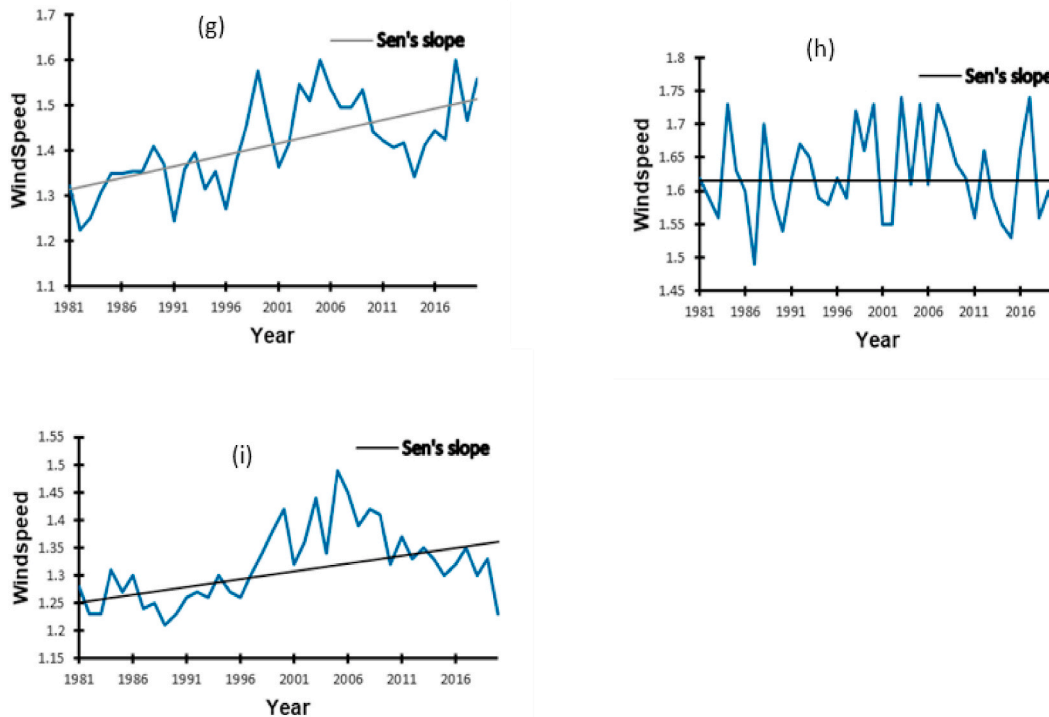 (g)
Sen's slope
1.7
1.6
1.5
1.4
1.3
1.2
1.1
WindSpeed
1981 1986 1991 1996 2001 2006 2011 2016
Year
(h)
Sen's slope
1.8
1.75
1.7
1.65
1.6
1.55
1.5
1.45
Windspeed
1981 1986 1991 1996 2001 2006 2011 2016
Year
(i)
Sen's slope
1.55
1.5
1.45
1.4
1.35
1.3
1.25
1.2
1.15
Windspeed
1981 1986 1991 1996 2001 2006 2011 2016
Year